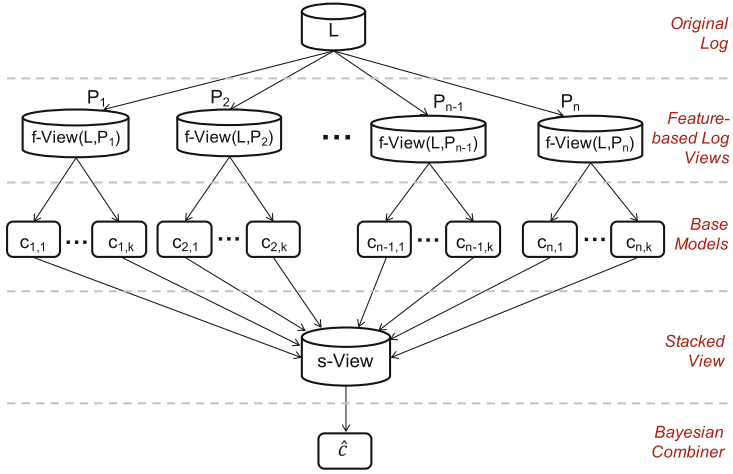 L
Original
Log
P1 P2 Pn-1 Pn
f-View(L,P1) f-View(L,P2) ... f-View(L,Pn-1) f-View(L,Pn)
Feature-
based Log
Views
c1,1 ... c1,k c2,1 ... c2,k cn-1,1 ... cn-1,k cn,1 ... cn,k
Base
Models
s-View
Stacked
View
ĉ
Bayesian
Combiner